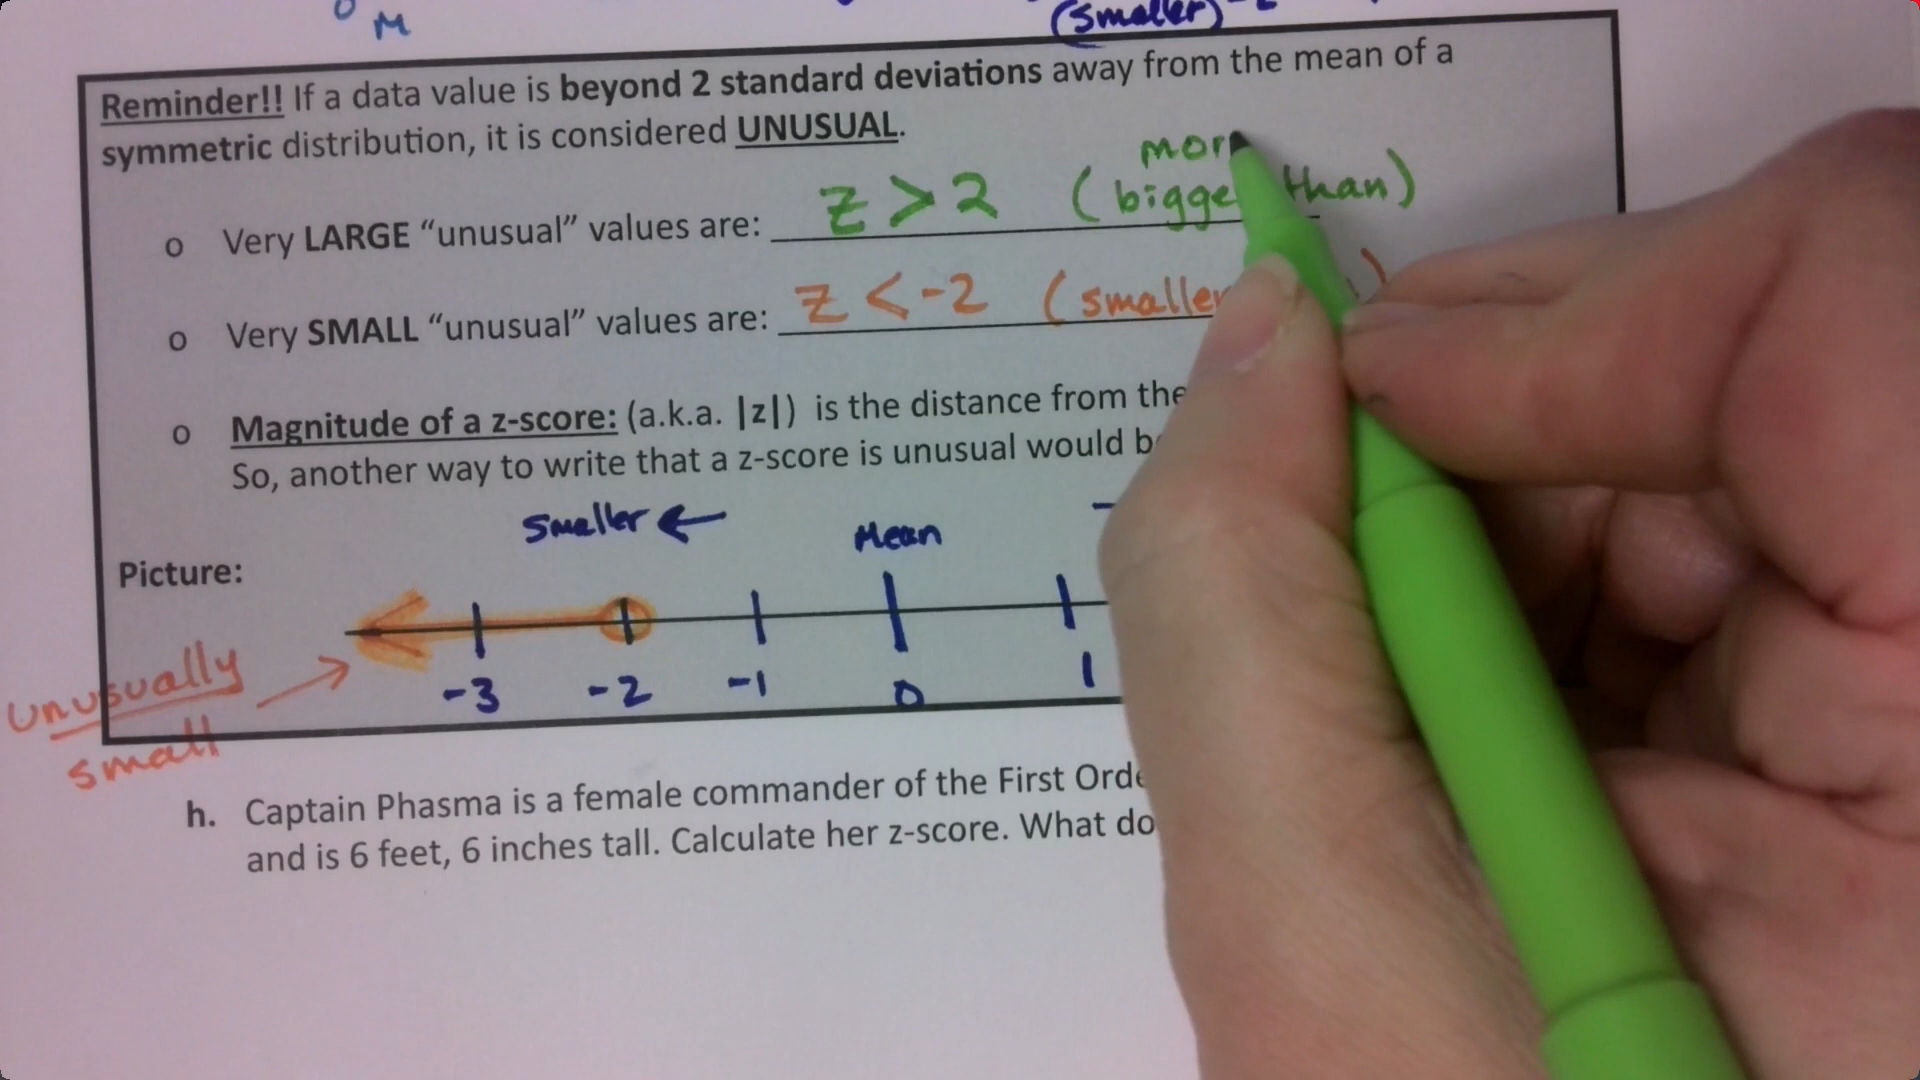 M
(smaller)
Reminder!! If a data value is beyond 2 standard deviations away from the mean of a
symmetric distribution, it is considered UNUSUAL.
mor
o Very LARGE "unusual" values are: z > 2 (bigge than)
o Very SMALL "unusual" values are: z < -2 (smaller )
o Magnitude of a z-score: (a.k.a. |z|) is the distance from the
So, another way to write that a z-score is unusual would b
smaller ←
Mean
Picture:
-3 -2 -1 0 1
unusually
small
h. Captain Phasma is a female commander of the First Orde
and is 6 feet, 6 inches tall. Calculate her z-score. What do